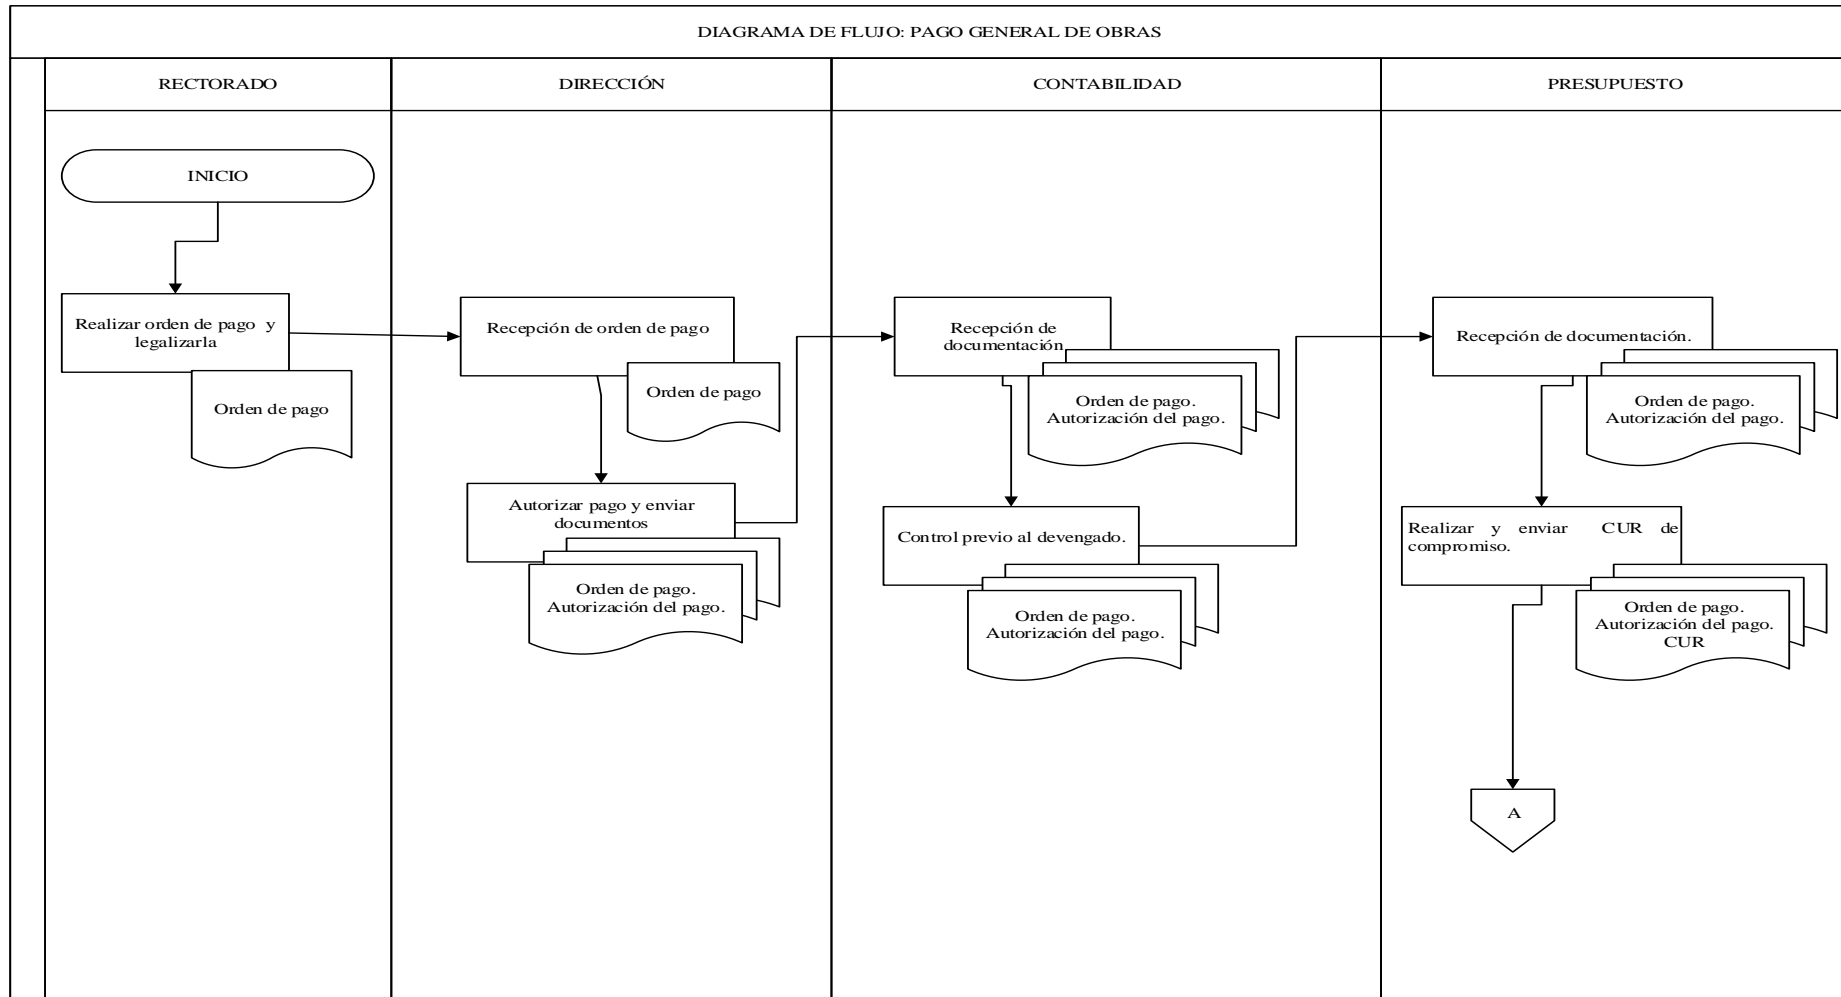 DIAGRAMA DE FLUJO: PAGO GENERAL DE OBRAS
RECTORADO
DIRECCIÓN
CONTABILIDAD
PRESUPUESTO
INICIO
Realizar orden de pago y
legalizarla
Orden de pago
Recepción de orden de pago
Orden de pago
Autorizar pago y enviar
documentos
Orden de pago.
Autorización del pago.
Recepción de
documentación
Orden de pago.
Autorización del pago.
Control previo al devengado.
Orden de pago.
Autorización del pago.
Recepción de documentación.
Orden de pago.
Autorización del pago.
Realizar y enviar CUR de
compromiso.
Orden de pago.
Autorización del pago.
CUR
A